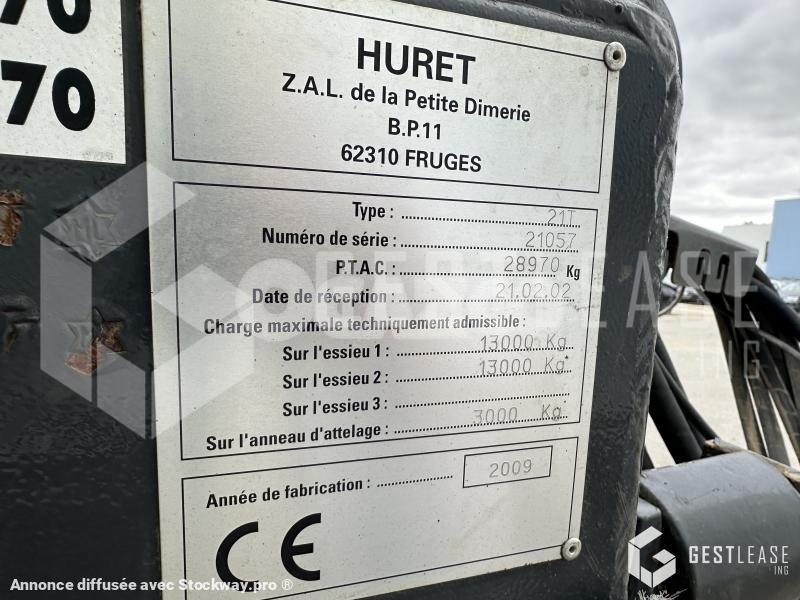 70
70
HURET
Z.A.L. de la Petite Dimerie
B.P.11
62310 FRUGES
Type : 21T
Numéro de série : 21057
P.T.A.C. : 28970 Kg
Date de réception : 21.02.02
Charge maximale techniquement admissible :
Sur l'essieu 1 : 13000 Kg
Sur l'essieu 2 : 13000 Kg*
Sur l'essieu 3 :
Sur l'anneau d'attelage : 3000 Kg
Année de fabrication : 2009
CE
GESTLEASE
ING
GESTLEASE
ING
Annonce diffusée avec Stockway.pro ®